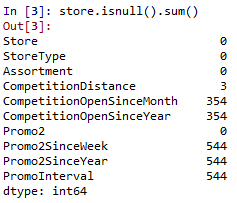 In [3]: store.isnull().sum()
Out[3]:
Store 0
StoreType 0
Assortment 0
CompetitionDistance 3
CompetitionOpenSinceMonth 354
CompetitionOpenSinceYear 354
Promo2 0
Promo2SinceWeek 544
Promo2SinceYear 544
PromoInterval 544
dtype: int64